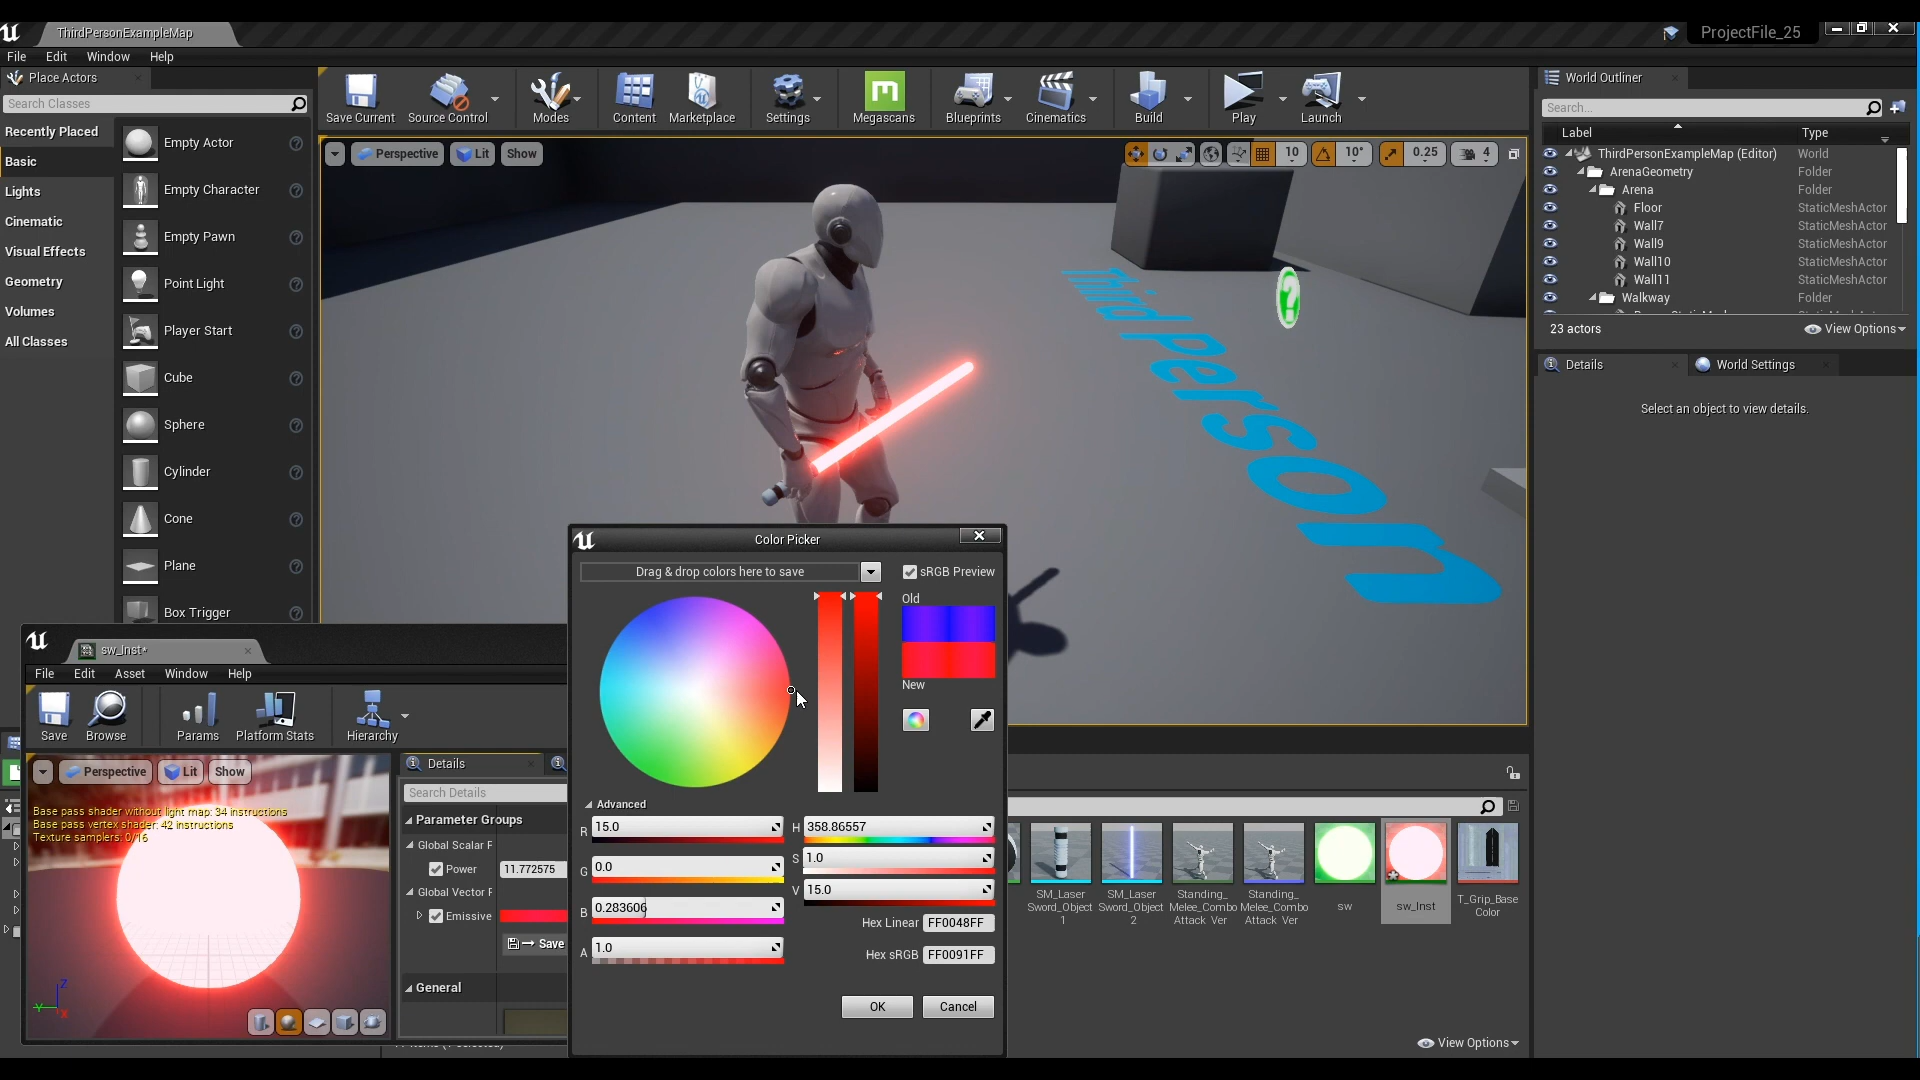 ThirdPersonExampleMap
ProjectFile_25
File Edit Window Help
Place Actors
World Outliner
Search Classes
Search...
Save Current
Source Control
Modes
Content
Marketplace
Settings
Megascans
Blueprints
Cinematics
Build
Play
Launch
Recently Placed
Basic
Lights
Cinematic
Visual Effects
Geometry
Volumes
All Classes
Empty Actor
Empty Character
Empty Pawn
Point Light
Player Start
Cube
Sphere
Cylinder
Cone
Plane
Box Trigger
Perspective
Lit
Show
10
10°
0.25
4
Third Person
?
Label Type
ThirdPersonExampleMap (Editor) World
ArenaGeometry Folder
Arena Folder
Floor StaticMeshActor
Wall7 StaticMeshActor
Wall9 StaticMeshActor
Wall10 StaticMeshActor
Wall11 StaticMeshActor
Walkway Folder
23 actors
View Options
Details
World Settings
Select an object to view details.
Color Picker
Drag & drop colors here to save
sRGB Preview
Old
New
Advanced
R 15.0
G 0.0
B 0.283606
A 1.0
H 358.86557
S 1.0
V 15.0
Hex Linear FF0048FF
Hex sRGB FF0091FF
OK
Cancel
sw_Inst*
File Edit Asset Window Help
Save
Browse
Params
Platform Stats
Hierarchy
Perspective
Lit
Show
Base pass shader without light map: 34 instructions
Base pass vertex shader: 42 instructions
Texture samplers: 0/16
Z
Y
X
Details
Search Details
Parameter Groups
Global Scalar P
Power 11.772575
Global Vector P
Emissive
Save
General
SM_Laser
Sword_Object
1
SM_Laser
Sword_Object
2
Standing_
Melee_Combo
Attack_Ver
Standing_
Melee_Combo
Attack_Ver
sw
sw_Inst
T_Grip_Base
Color
View Options